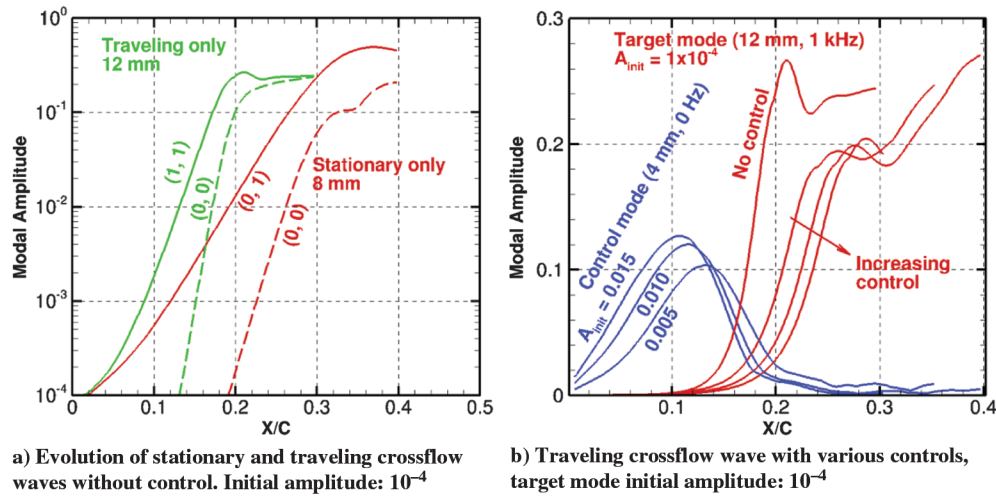 10⁰
10⁻¹
10⁻²
10⁻³
10⁻⁴
Modal Amplitude
Traveling only
12 mm
(1, 1)
(0, 0)
(0, 1)
(0, 0)
Stationary only
8 mm
0
0.1
0.2
0.3
0.4
0.5
X/C
a) Evolution of stationary and traveling crossflow
waves without control. Initial amplitude: 10⁻⁴
0.3
0.2
0.1
0
Modal Amplitude
Target mode (12 mm, 1 kHz)
A_init = 1x10⁻⁴
Control mode (4 mm, 0 Hz)
A_init = 0.015
0.010
0.005
No control
Increasing
control
0.1
0.2
0.3
0.4
X/C
b) Traveling crossflow wave with various controls,
target mode initial amplitude: 10⁻⁴